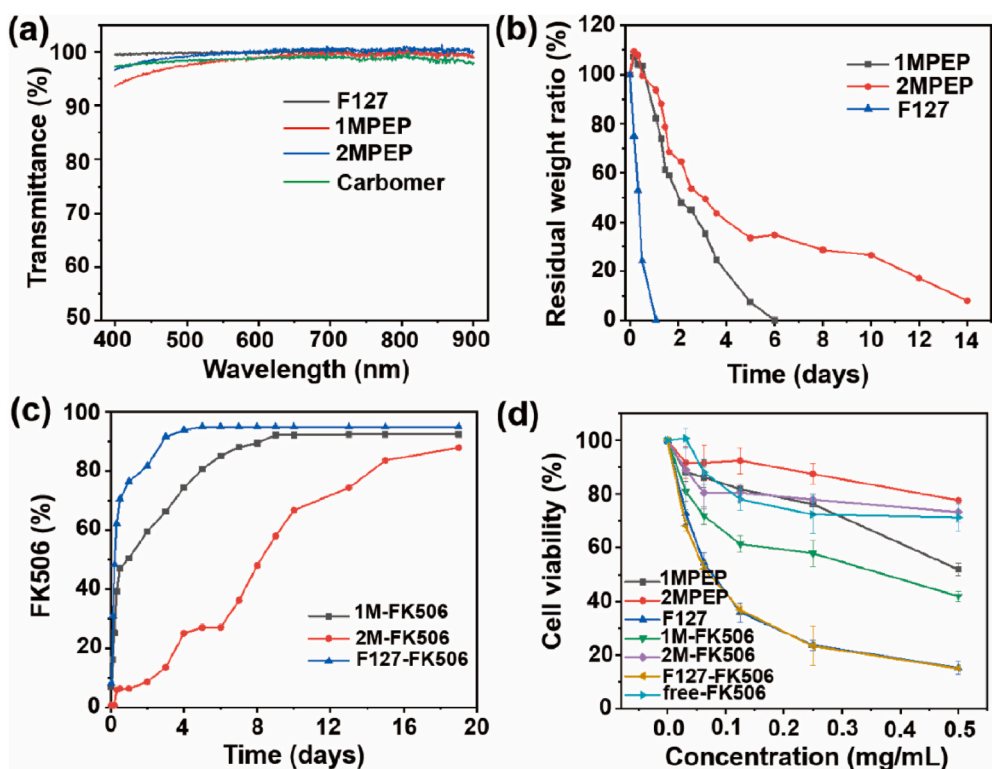 (a)
Transmittance (%)
100
90
80
70
60
50
F127
1MPEP
2MPEP
Carbomer
400 500 600 700 800 900
Wavelength (nm)
(b)
Residual weight ratio (%)
120
100
80
60
40
20
0
1MPEP
2MPEP
F127
0 2 4 6 8 10 12 14
Time (days)
(c)
FK506 (%)
100
80
60
40
20
0
1M-FK506
2M-FK506
F127-FK506
0 4 8 12 16 20
Time (days)
(d)
Cell viability (%)
100
80
60
40
20
0
1MPEP
2MPEP
F127
1M-FK506
2M-FK506
F127-FK506
free-FK506
0.0 0.1 0.2 0.3 0.4 0.5
Concentration (mg/mL)